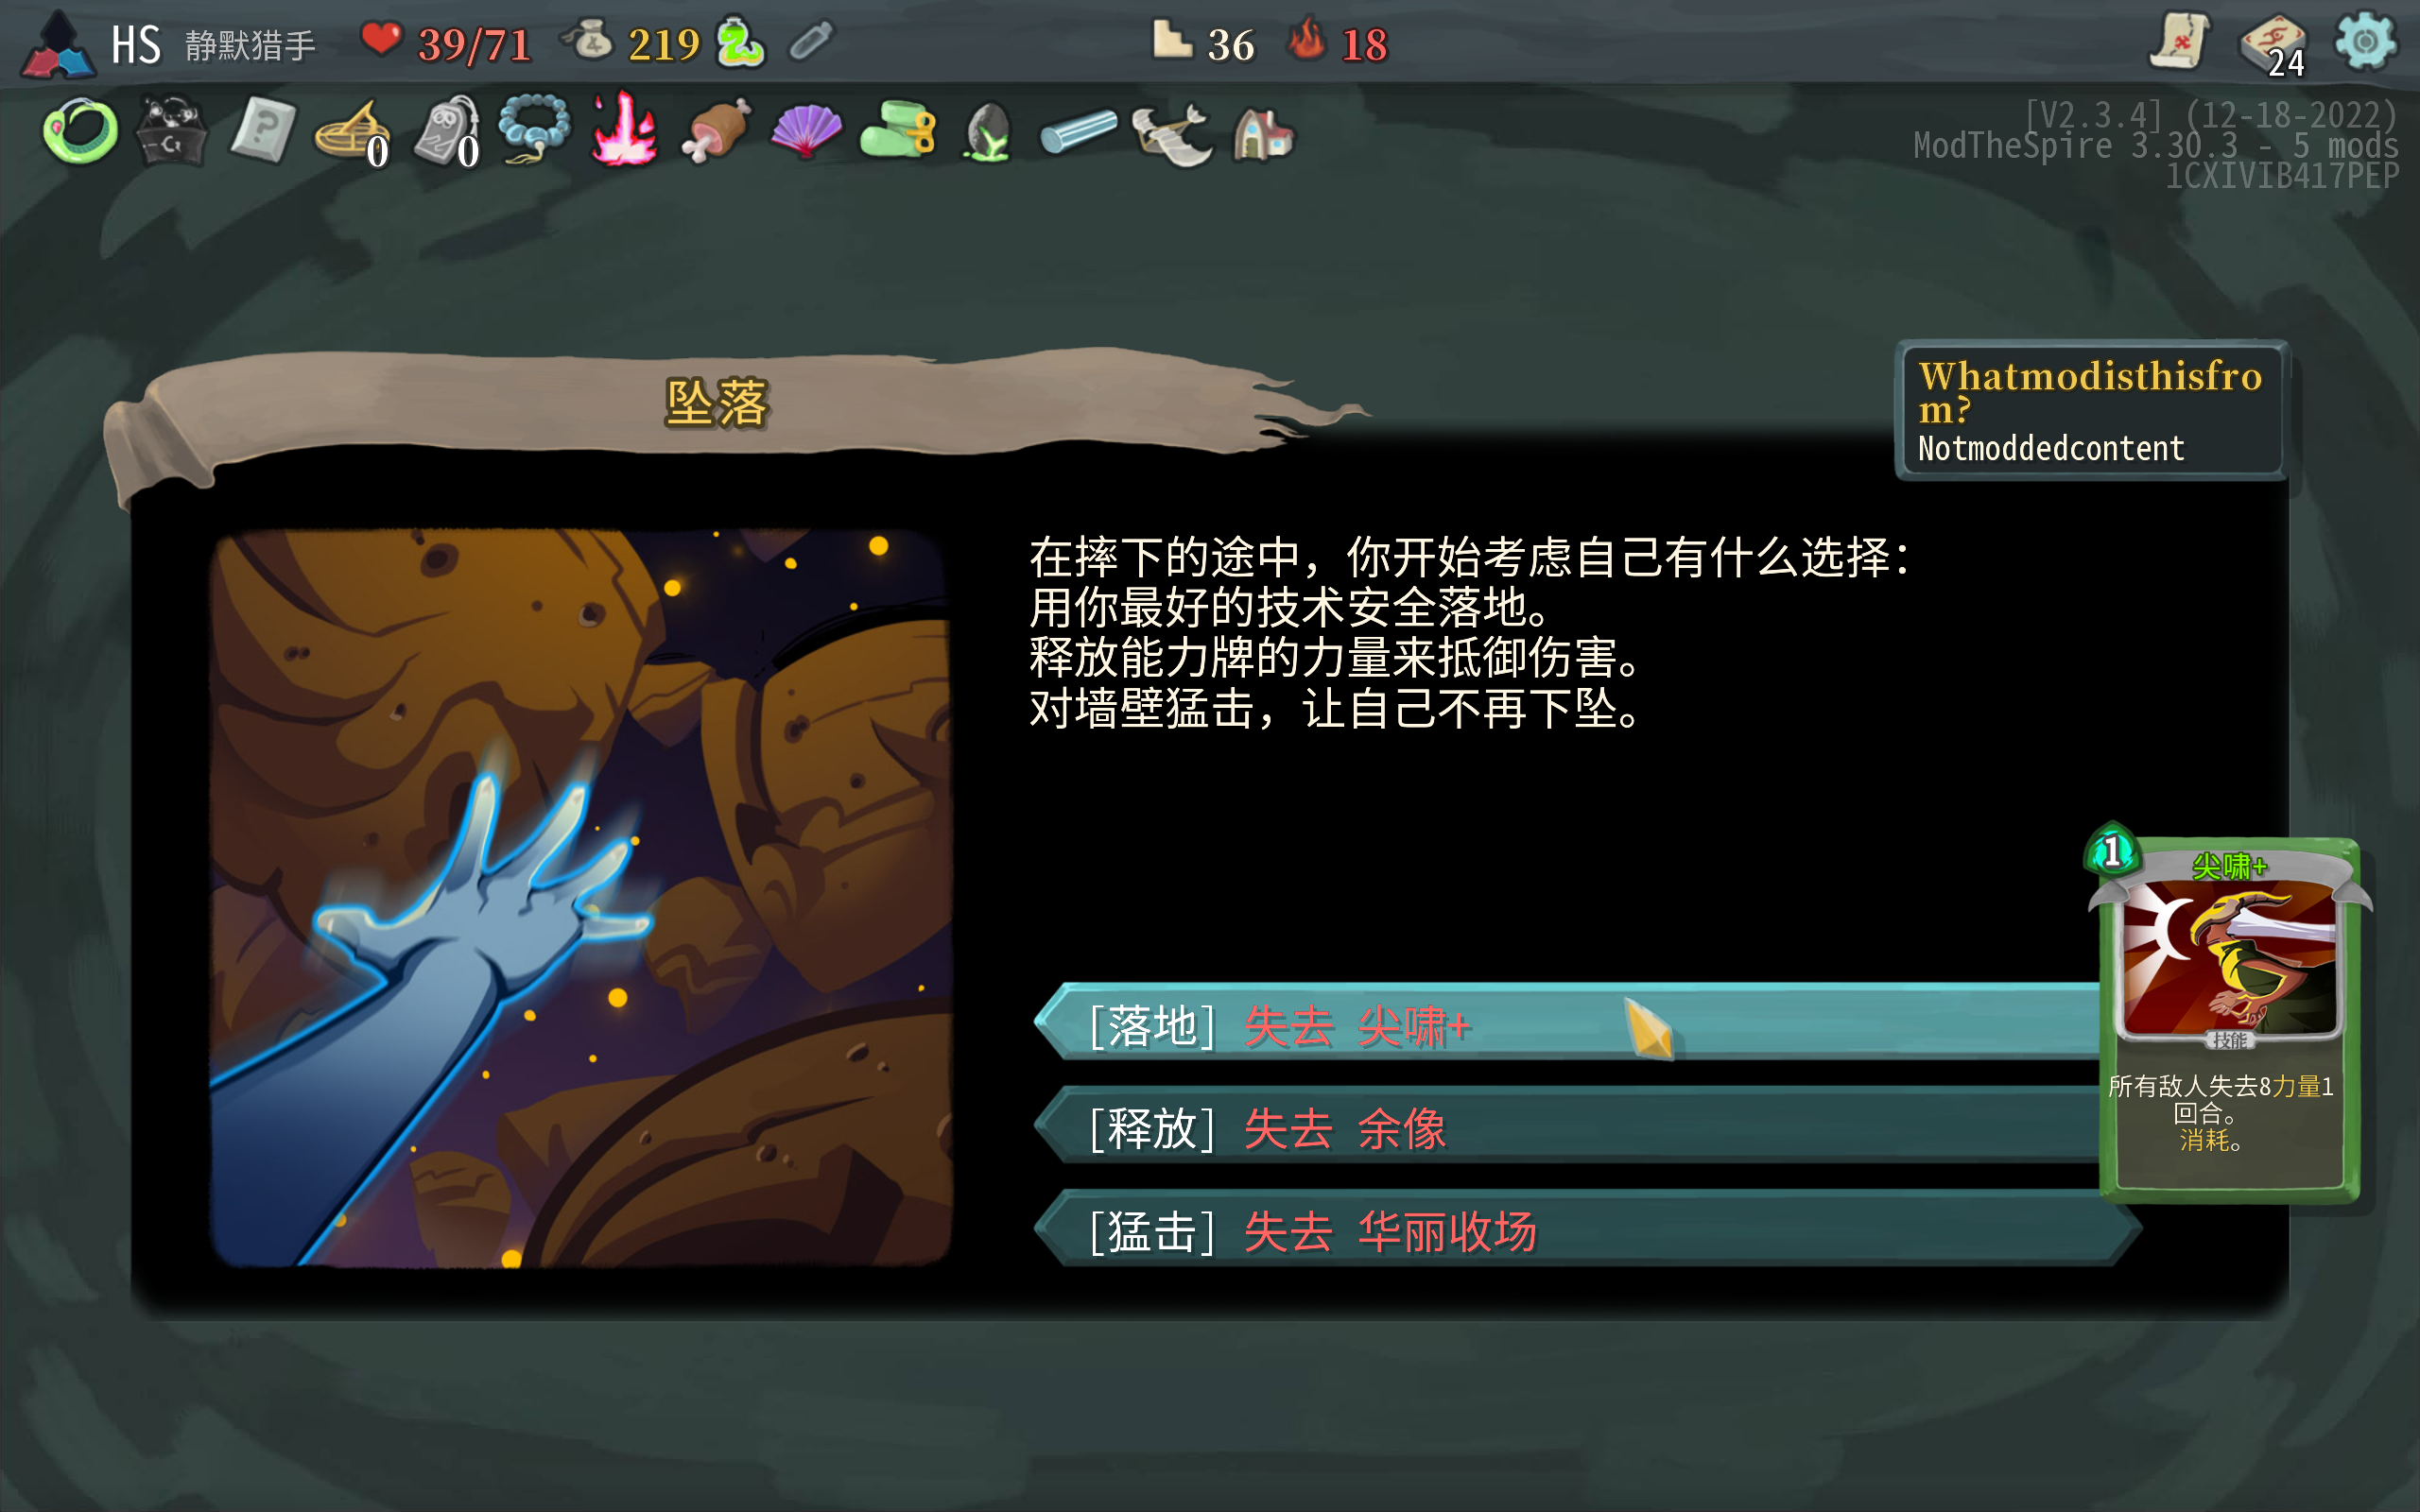 HS 静默猎手 39/71 219 36 18 24
0 0
[V2.3.4] (12-18-2022)
ModTheSpire 3.30.3 - 5 mods
1CXIVIB417PEP
坠落
Whatmodisthisfro
m?
Notmoddedcontent
在摔下的途中，你开始考虑自己有什么选择：
用你最好的技术安全落地。
释放能力牌的力量来抵御伤害。
对墙壁猛击，让自己不再下坠。
[落地] 失去 尖啸+
[释放] 失去 余像
[猛击] 失去 华丽收场
1
尖啸+
技能
所有敌人失去8力量1
回合。
消耗。